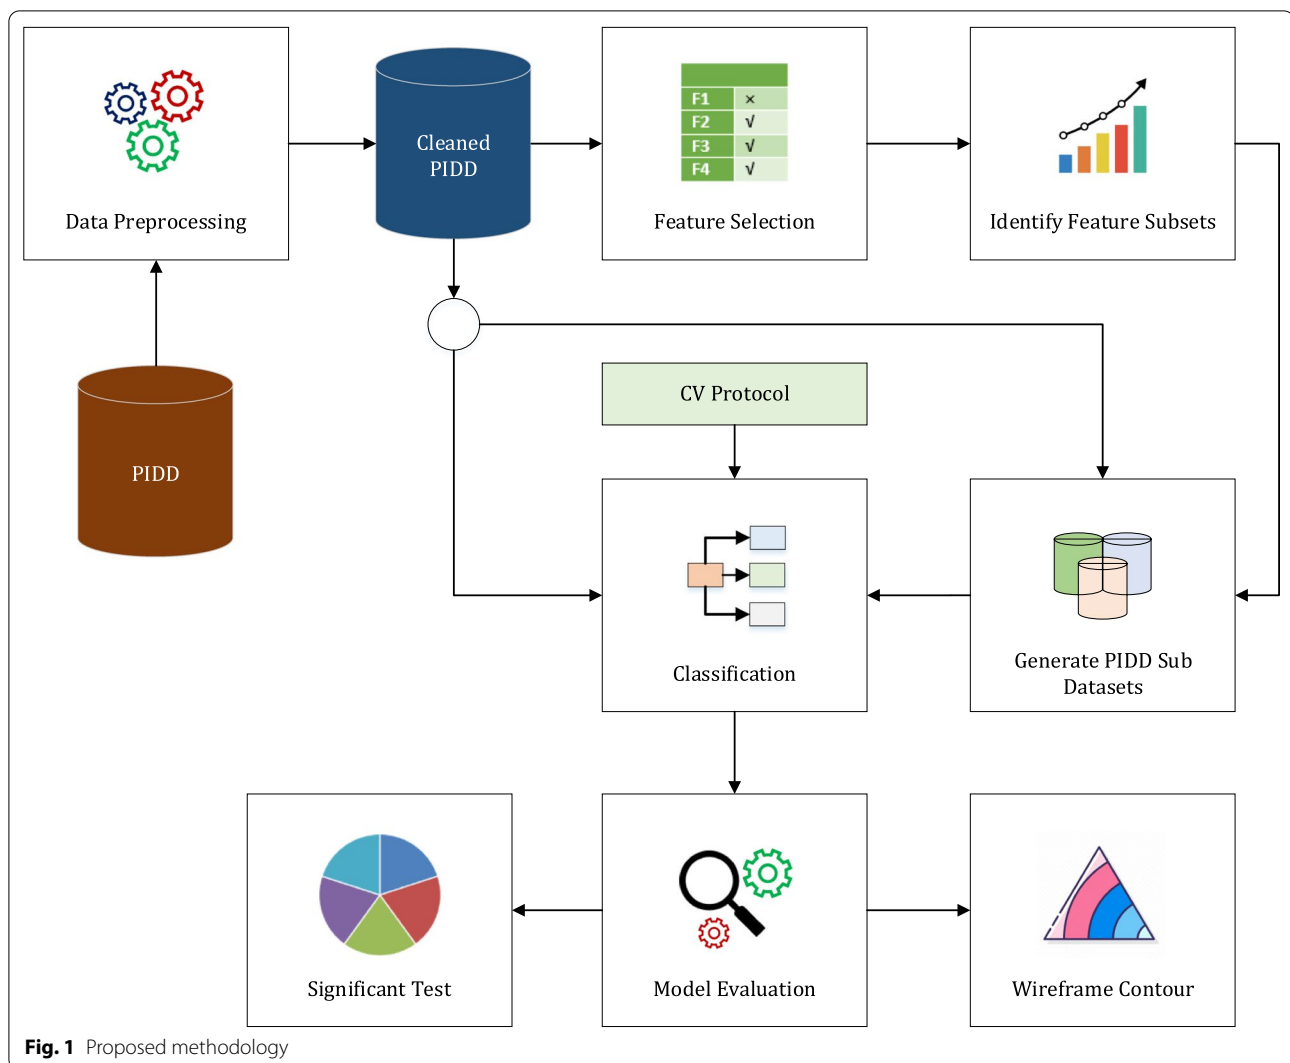 Cleaned
PIDD
F1 ×
F2 √
F3 √
F4 √
Data Preprocessing
Feature Selection
Identify Feature Subsets
CV Protocol
PIDD
Classification
Generate PIDD Sub
Datasets
Significant Test
Model Evaluation
Wireframe Contour
Fig. 1 Proposed methodology